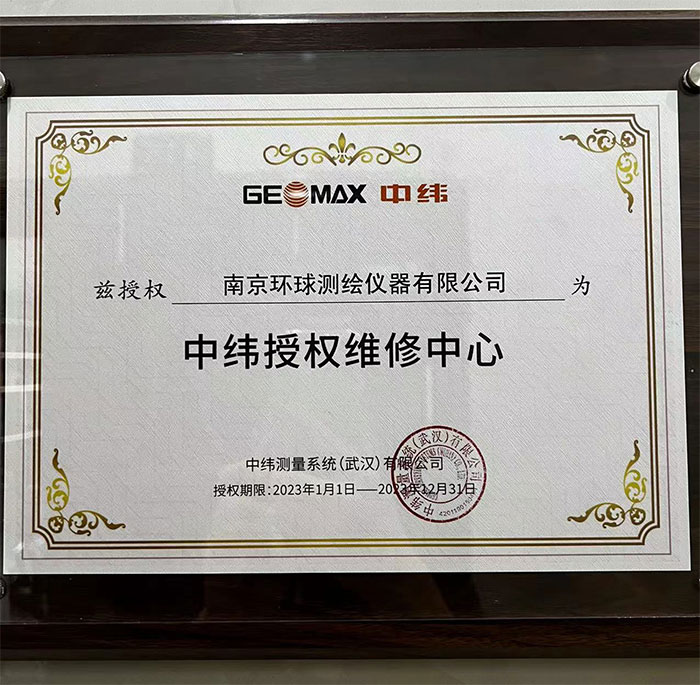 GEOMAX 中纬
兹授权 南京环球测绘仪器有限公司 为
中纬授权维修中心
中纬测量系统(武汉)有限公司
授权期限:2023年1月1日——2023年12月31日